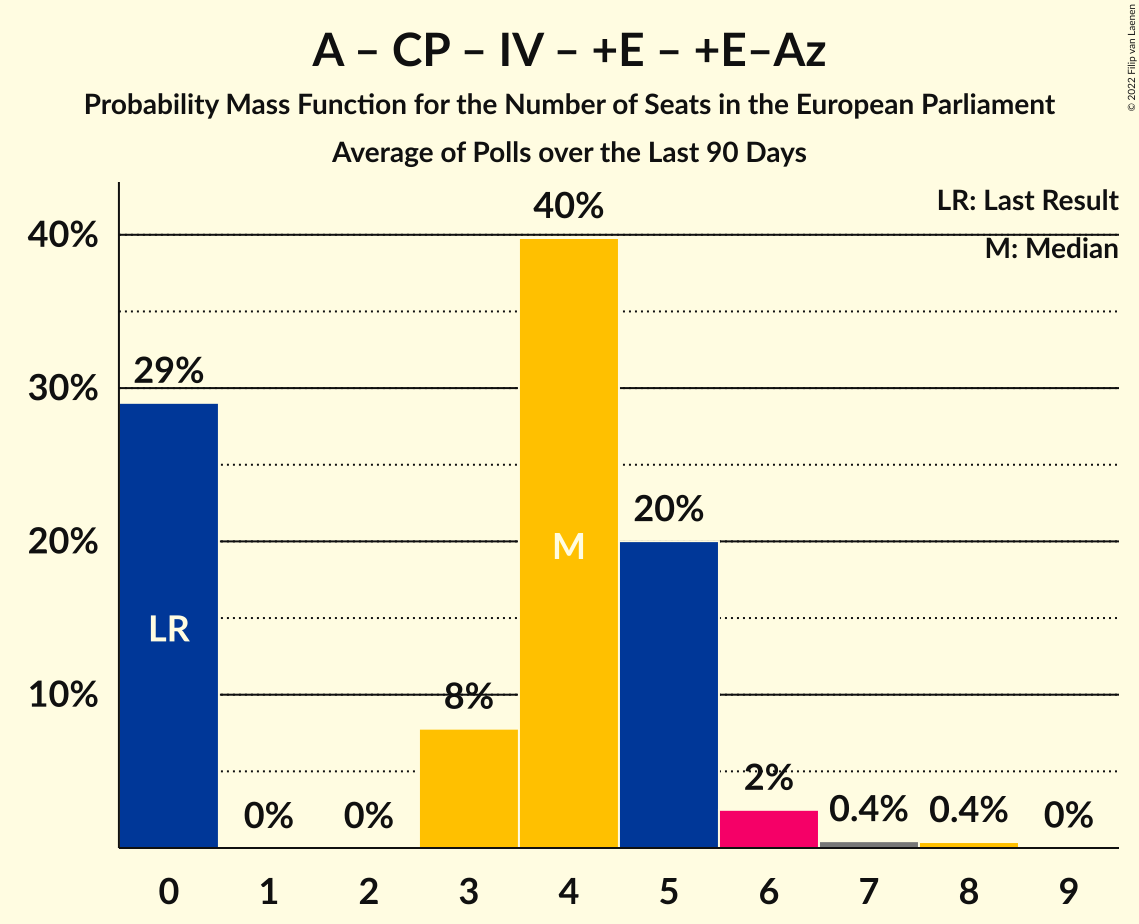 A – CP – IV – +E – +E–Az
Probability Mass Function for the Number of Seats in the European Parliament
Average of Polls over the Last 90 Days
© 2022 Filip van Laenen
LR: Last Result
M: Median
40%
30%
20%
10%
29%
0%
0%
8%
40%
20%
2%
0.4%
0.4%
0%
LR
M
0 1 2 3 4 5 6 7 8 9